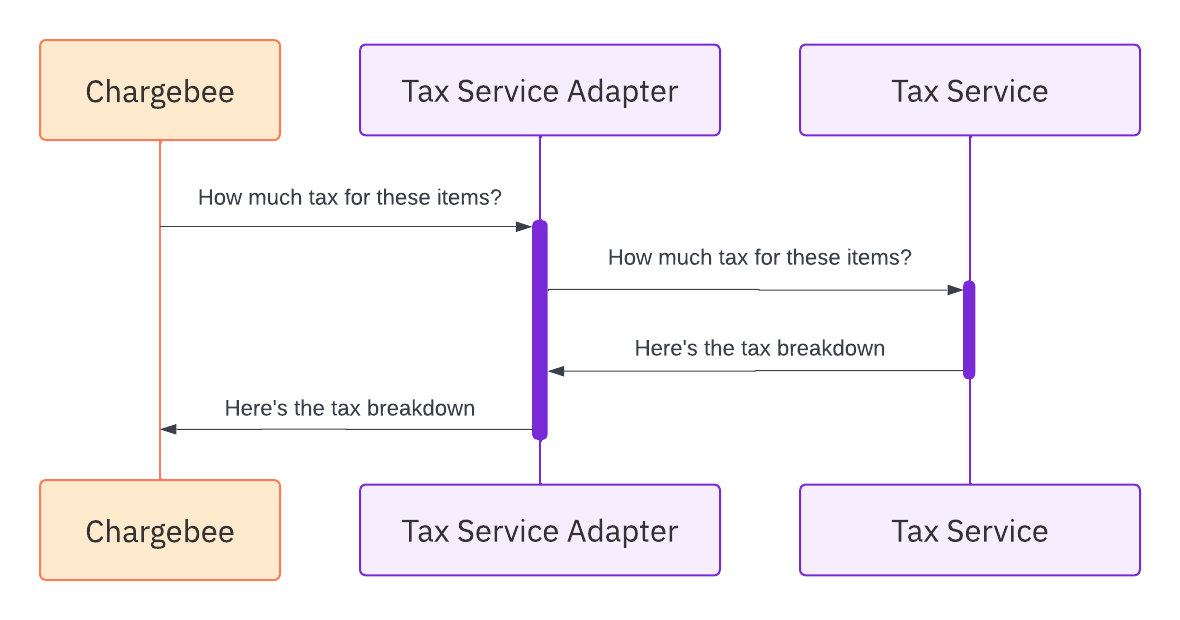 Chargebee
Tax Service Adapter
Tax Service
How much tax for these items?
How much tax for these items?
Here's the tax breakdown
Here's the tax breakdown
Chargebee
Tax Service Adapter
Tax Service